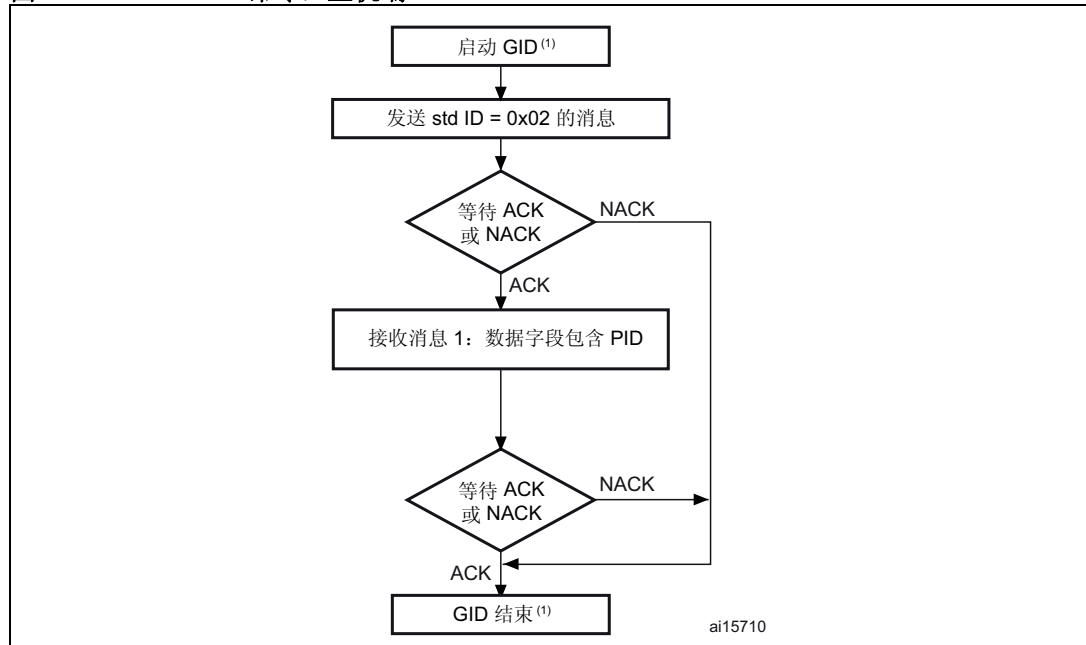 启动 GID (1)
发送 std ID = 0x02 的消息
等待 ACK
或 NACK
NACK
ACK
接收消息 1：数据字段包含 PID
等待 ACK
或 NACK
NACK
ACK
GID 结束 (1)
ai15710